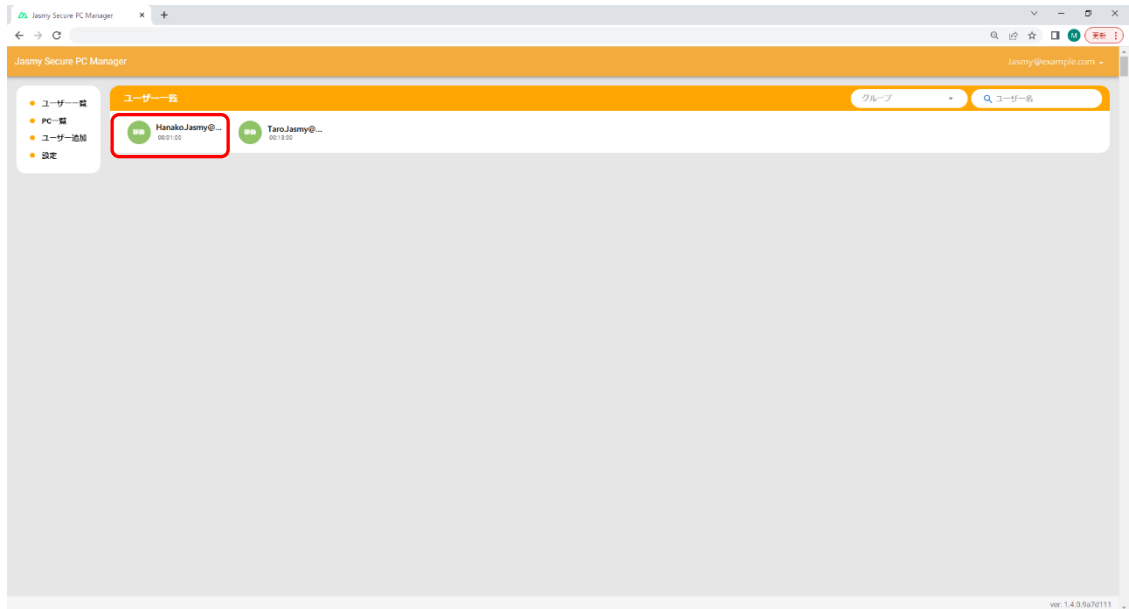 Jasmy Secure PC Manager
更新
Jasmy Secure PC Manager
Jasmy@example.com
ユーザー一覧
PC一覧
ユーザー追加
設定
ユーザー一覧
グループ
ユーザー名
Hanako.Jasmy@...
00:01:00
Taro.Jasmy@...
00:13:00
M
ver: 1.4.0.9a7d111